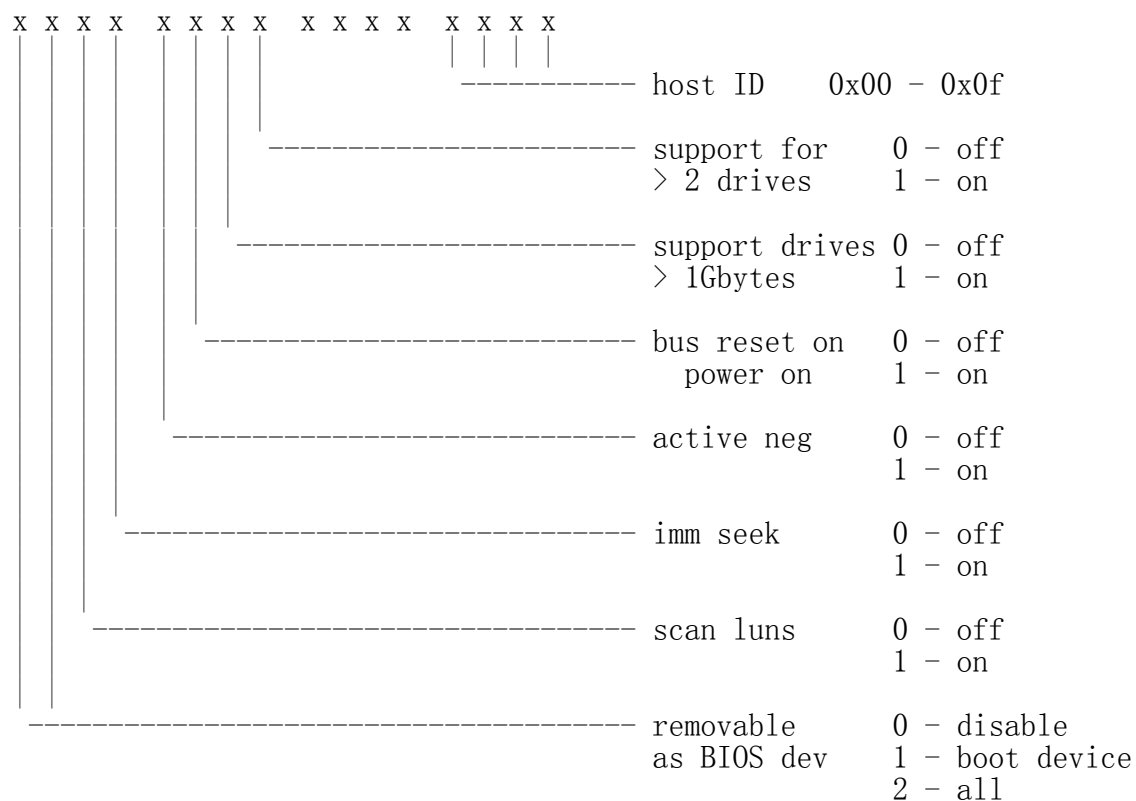 x x x x x x x x x x x x x x x x
host ID 0x00 - 0x0f
support for 0 - off
> 2 drives 1 - on
support drives 0 - off
> 1Gbytes 1 - on
bus reset on 0 - off
power on 1 - on
active neg 0 - off
1 - on
imm seek 0 - off
1 - on
scan luns 0 - off
1 - on
removable 0 - disable
as BIOS dev 1 - boot device
2 - all